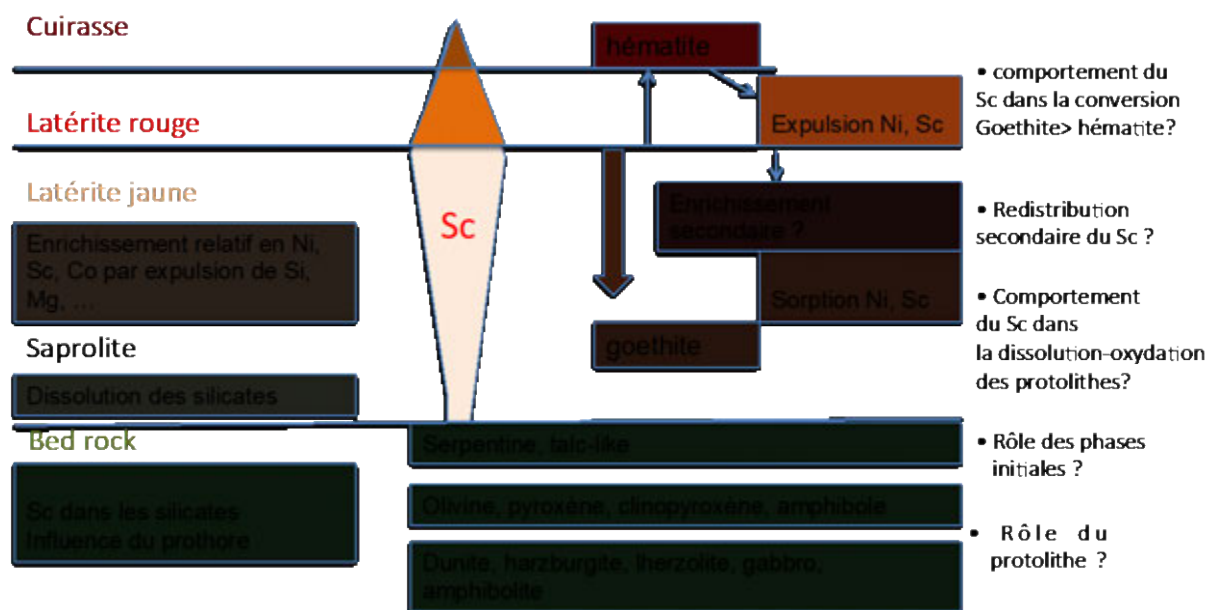 Cuirasse
hématite
• comportement du
Sc dans la conversion
Goethite> hématite?
Latérite rouge
Expulsion Ni, Sc
Latérite jaune
Enrichissement
secondaire ?
• Redistribution
secondaire du Sc ?
Sc
Enrichissement relatif en Ni,
Sc, Co par expulsion de Si,
Mg, ...
Sorption Ni, Sc
• Comportement
du Sc dans
la dissolution-oxydation
des protolithes?
Saprolite
goethite
Dissolution des silicates
Bed rock
Serpentine, talc-like
• Rôle des phases
initiales ?
Sc dans les silicates
Influence du prothore
Olivine, pyroxène, clinopyroxène, amphibole
• Rôle du
protolithe ?
Dunite, harzburgite, lherzolite, gabbro,
amphibolite